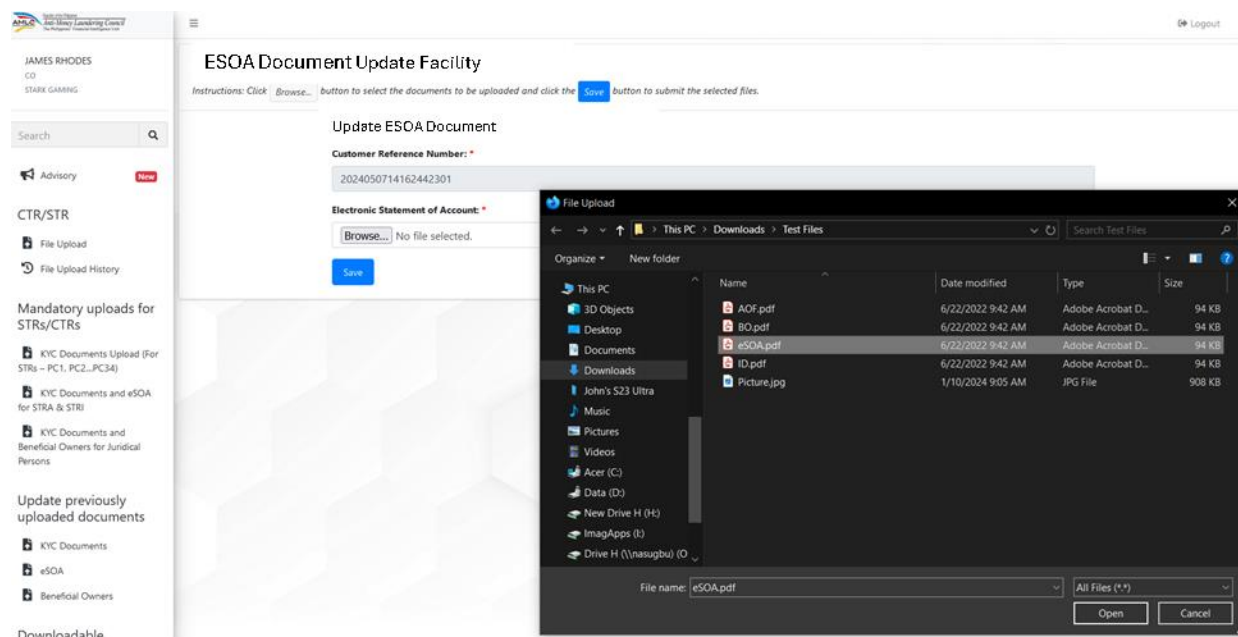 AMLC Anti-Money Laundering Council
Logout
JAMES RHODES
CO
STARK GAMING
Search
Advisory New
CTR/STR
File Upload
File Upload History
Mandatory uploads for
STRs/CTRs
KYC Documents Upload (For
STRs – PC1, PC2...PC34)
KYC Documents and eSOA
for STRA & STRI
KYC Documents and
Beneficial Owners for Juridical
Persons
Update previously
uploaded documents
KYC Documents
eSOA
Beneficial Owners
Downloadable
ESOA Document Update Facility
Instructions: Click Browse... button to select the documents to be uploaded and click the Save button to submit the selected files.
Update ESOA Document
Customer Reference Number: *
2024050714162442301
Electronic Statement of Account: *
Browse... No file selected.
Save
File Upload
This PC > Downloads > Test Files
Search Test Files
Organize New folder
This PC
3D Objects
Desktop
Documents
Downloads
John's S23 Ultra
Music
Pictures
Videos
Acer (C:)
Data (D:)
New Drive H (H:)
ImagApps (I:)
Drive H (\\nasugbu) (O
Name Date modified Type Size
AOF.pdf 6/22/2022 9:42 AM Adobe Acrobat D... 94 KB
BO.pdf 6/22/2022 9:42 AM Adobe Acrobat D... 94 KB
eSOA.pdf 6/22/2022 9:42 AM Adobe Acrobat D... 94 KB
ID.pdf 6/22/2022 9:42 AM Adobe Acrobat D... 94 KB
Picture.jpg 1/10/2024 9:05 AM JPG File 908 KB
File name: eSOA.pdf All Files (*.*)
Open Cancel